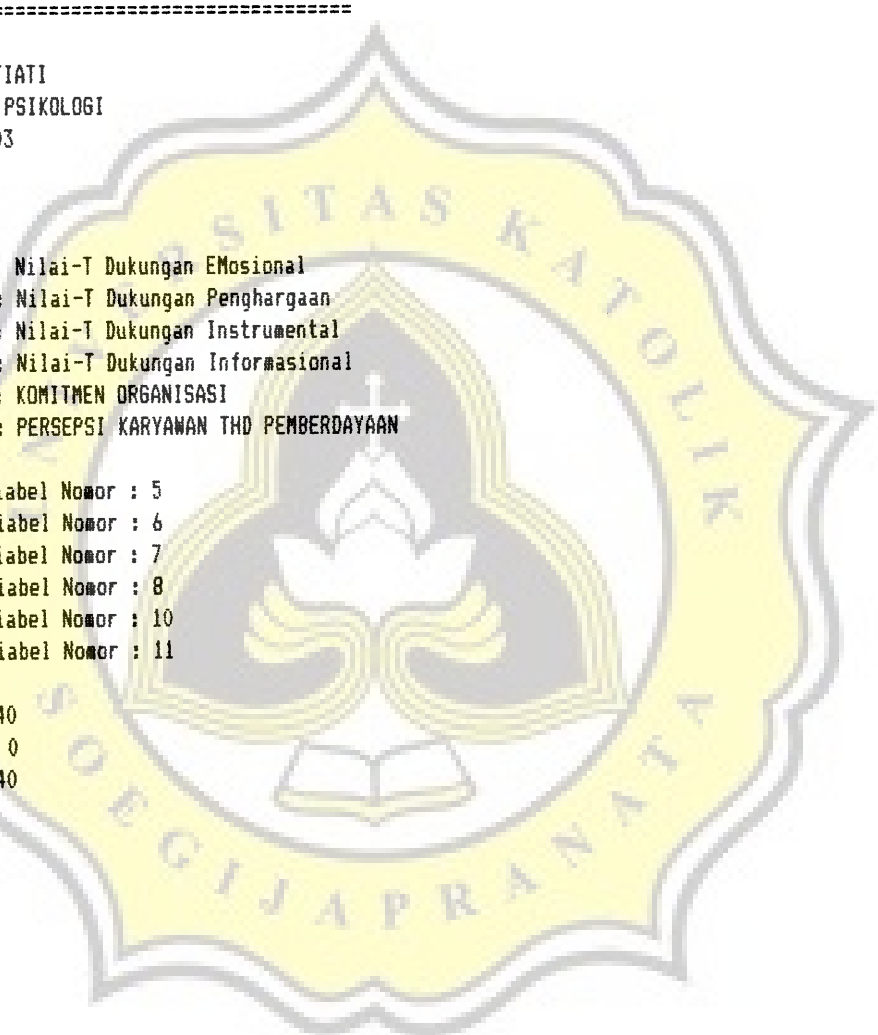 ==================================
TIATI
PSIKOLOGI
03
Nilai-T Dukungan EMosional
: Nilai-T Dukungan Penghargaan
: Nilai-T Dukungan Instrumental
: Nilai-T Dukungan Informasional
: KOMITMEN ORGANISASI
: PERSEPSI KARYAWAN THD PEMBERDAYAAN
iabel Nomor : 5
iabel Nomor : 6
iabel Nomor : 7
iabel Nomor : 8
iabel Nomor : 10
iabel Nomor : 11
40
0
40
UNIVERSITAS KATOLIK
SOEGIJAPRANATA